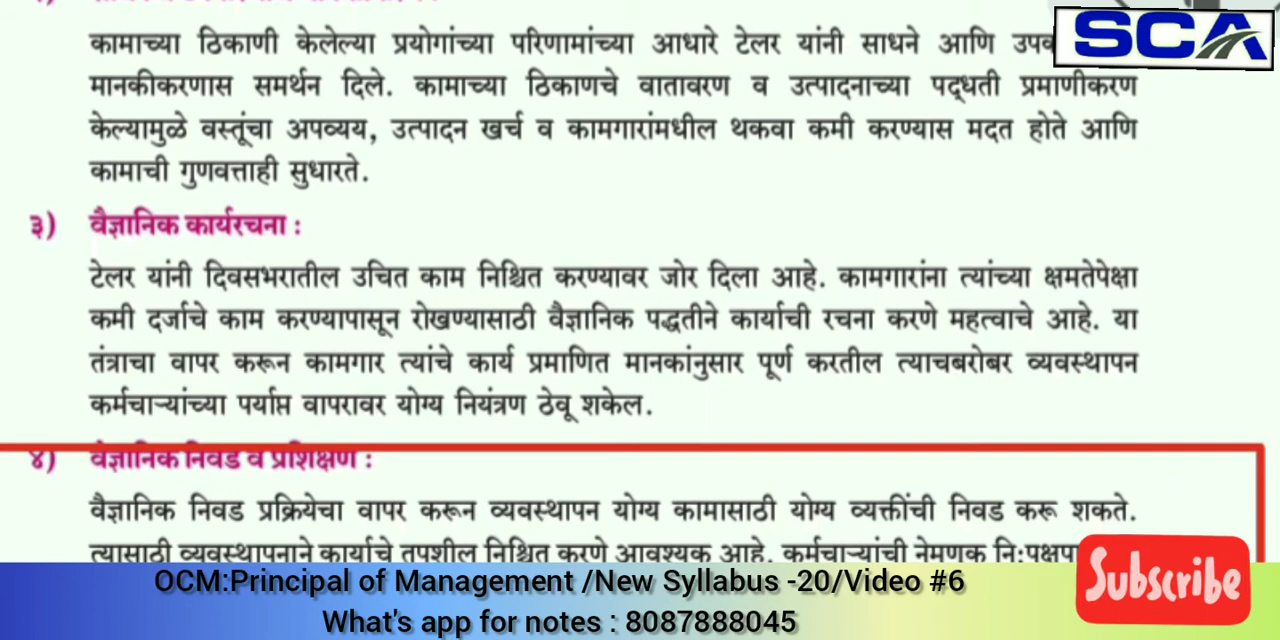 SCA
कामाच्या ठिकाणी केलेल्या प्रयोगांच्या परिणामांच्या आधारे टेलर यांनी साधने आणि
मानकीकरणास समर्थन दिले. कामाच्या ठिकाणचे वातावरण व उत्पादनाच्या पद्धती प्रमाणीकरण
केल्यामुळे वस्तूंचा अपव्यय, उत्पादन खर्च व कामगारांमधील थकवा कमी करण्यास मदत होते आणि
कामाची गुणवत्ताही सुधारते.
३) वैज्ञानिक कार्यरचना :
टेलर यांनी दिवसभरातील उचित काम निश्चित करण्यावर जोर दिला आहे. कामगारांना त्यांच्या क्षमतेपेक्षा
कमी दर्जाचे काम करण्यापासून रोखण्यासाठी वैज्ञानिक पद्धतीने कार्याची रचना करणे महत्वाचे आहे. या
तंत्राचा वापर करून कामगार त्यांचे कार्य प्रमाणित मानकांनुसार पूर्ण करतील त्याचबरोबर व्यवस्थापन
कर्मचाऱ्यांच्या पर्याप्त वापरावर योग्य नियंत्रण ठेवू शकेल.
४) वैज्ञानिक निवड व प्रशिक्षण :
वैज्ञानिक निवड प्रक्रियेचा वापर करून व्यवस्थापन योग्य कामासाठी योग्य व्यक्तींची निवड करू शकते.
त्यासाठी व्यवस्थापनाने कार्याचे तपशील निश्चित करणे आवश्यक आहे. कर्मचाऱ्यांची नेमणूक
OCM:Principal of Management /New Syllabus -20/Video #6
What's app for notes : 8087888045
Subscribe